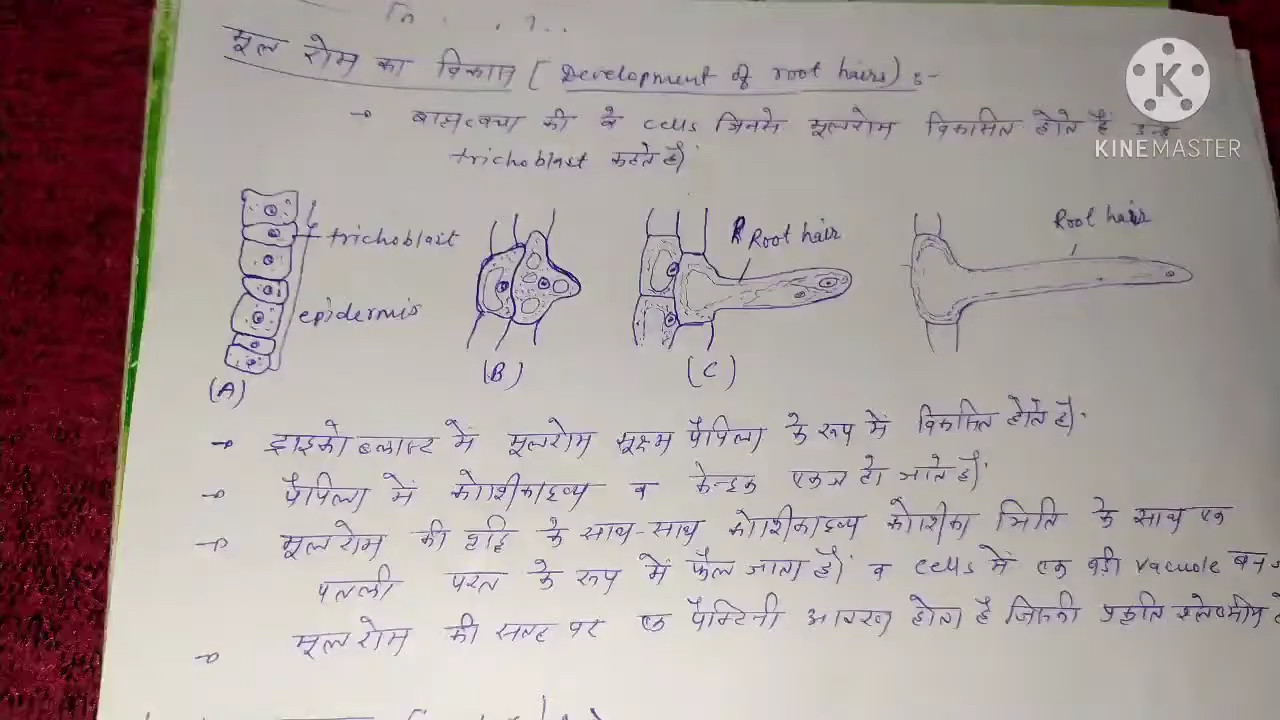 मूल रोम का विकास (Development of root hairs) :-
→ बाह्यत्वचा की वे cells जिनसे मूलरोम विकसित होते हैं उन्हे
trichoblast कहते है।
K
KINEMASTER
trichoblast
epidermis
(A)
(B)
Root hair
(C)
Root hair
→ ट्राइकोब्लास्ट में मूलरोम सूक्ष्म पैपिला के रूप में विकसित होते है।
→ पैपिला में कोशिकाद्रव्य व केन्द्रक एकत्र हो जाते है।
→ मूलरोम की वृद्दि के साथ-साथ कोशिकाद्रव्य कोशिका भित्ति के साथ एक
पतली परत के रूप में फैल जाता है। व cells में एक बड़ी vacuole बन
→ मूलरोम की सतह पर एक पैक्टिनी आवरण होता है जिसकी प्रकृति श्लेष्मीय